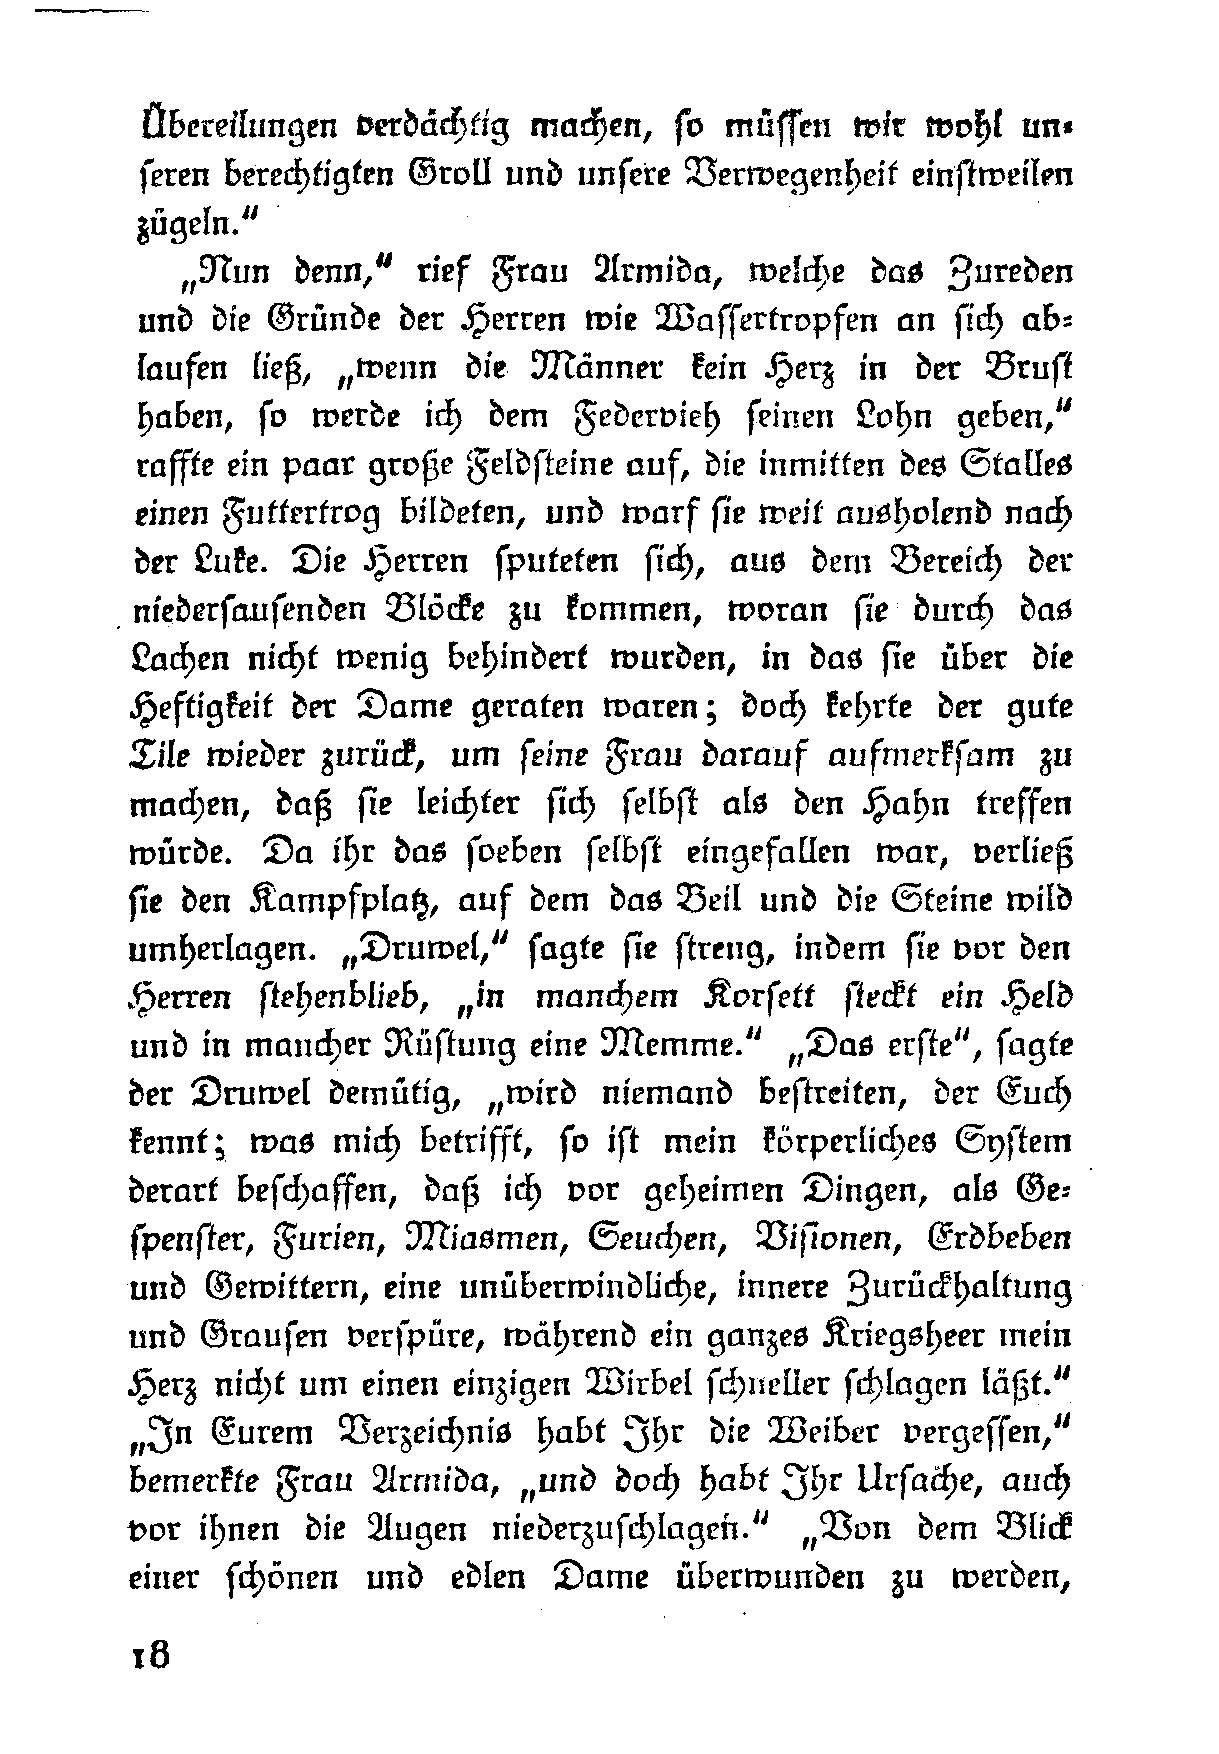 Übereilungen verdächtig machen, so müssen wir wohl un-
seren berechtigten Groll und unsere Verwegenheit einstweilen
zügeln.“
„Nun denn,“ rief Frau Armida, welche das Zureden
und die Gründe der Herren wie Wassertropfen an sich ab-
laufen ließ, „wenn die Männer kein Herz in der Brust
haben, so werde ich dem Federvieh seinen Lohn geben,“
raffte ein paar große Feldsteine auf, die inmitten des Stalles
einen Futtertrog bildeten, und warf sie weit ausholend nach
der Luke. Die Herren sputeten sich, aus dem Bereich der
niedersausenden Blöcke zu kommen, woran sie durch das
Lachen nicht wenig behindert wurden, in das sie über die
Heftigkeit der Dame geraten waren; doch kehrte der gute
Tile wieder zurück, um seine Frau darauf aufmerksam zu
machen, daß sie leichter sich selbst als den Hahn treffen
würde. Da ihr das soeben selbst eingefallen war, verließ
sie den Kampfplatz, auf dem das Beil und die Steine wild
umherlagen. „Druwel,“ sagte sie streng, indem sie vor den
Herren stehenblieb, „in manchem Korsett steckt ein Held
und in mancher Rüstung eine Memme.“ „Das erste“, sagte
der Druwel demütig, „wird niemand bestreiten, der Euch
kennt; was mich betrifft, so ist mein körperliches System
derart beschaffen, daß ich vor geheimen Dingen, als Ge-
spenster, Furien, Miasmen, Seuchen, Visionen, Erdbeben
und Gewittern, eine unüberwindliche, innere Zurückhaltung
und Grausen verspüre, während ein ganzes Kriegsheer mein
Herz nicht um einen einzigen Wirbel schneller schlagen läßt.“
„In Eurem Verzeichnis habt Ihr die Weiber vergessen,“
bemerkte Frau Armida, „und doch habt Ihr Ursache, auch
vor ihnen die Augen niederzuschlagen.“ „Von dem Blick
einer schönen und edlen Dame überwunden zu werden,
18